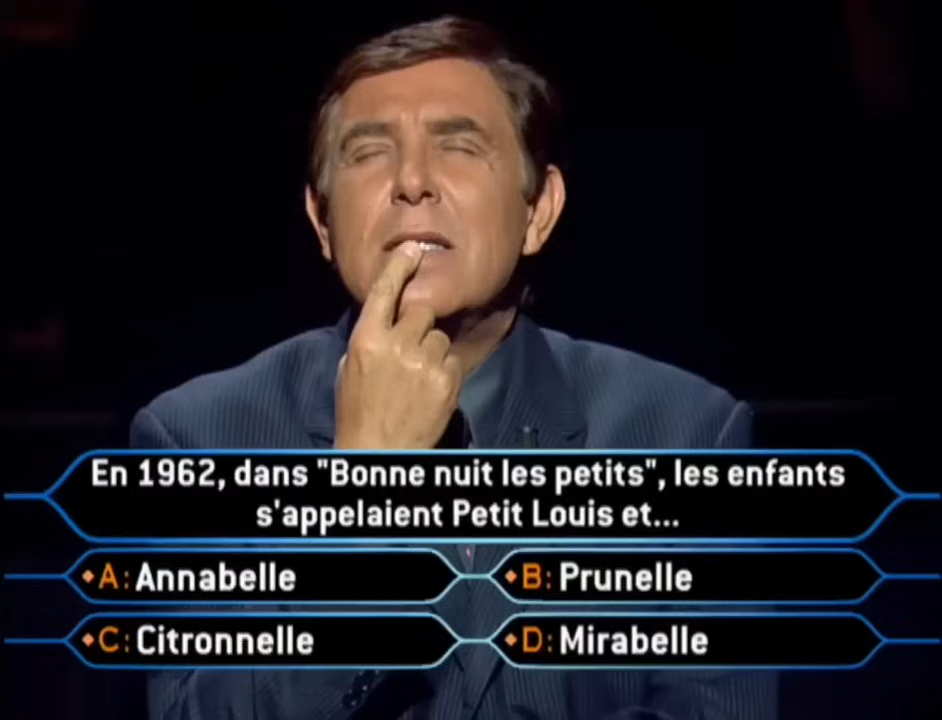 En 1962, dans "Bonne nuit les petits", les enfants
s'appelaient Petit Louis et...
A: Annabelle
B: Prunelle
C: Citronnelle
D: Mirabelle